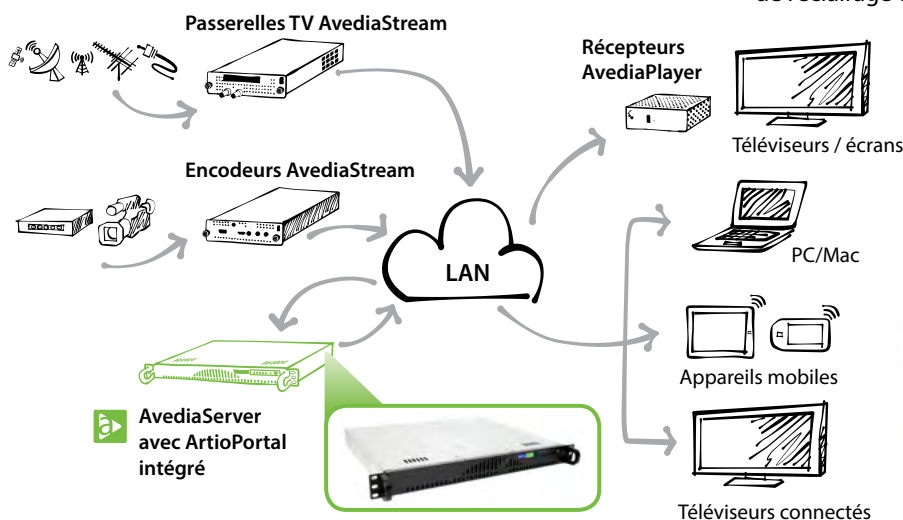 Passerelles TV AvediaStream
Récepteurs
AvediaPlayer
Téléviseurs / écrans
Encodeurs AvediaStream
LAN
PC/Mac
Appareils mobiles
AvediaServer
avec ArtioPortal
intégré
Téléviseurs connectés